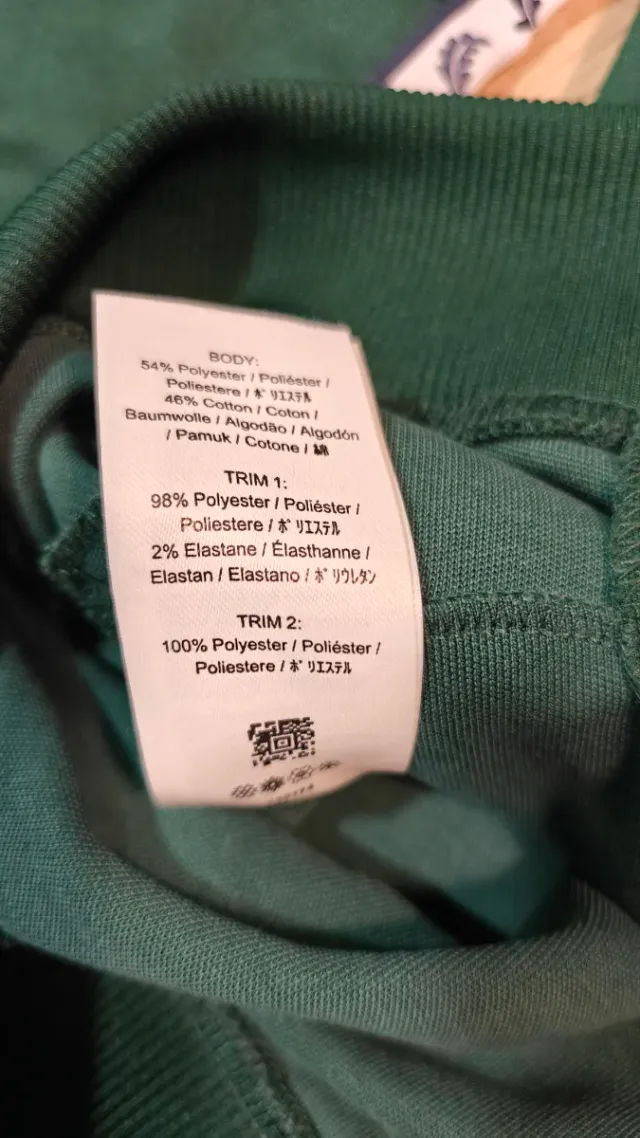 BODY:
54% Polyester / Poliéster /
Poliestere / ﾎﾟﾘｴｽﾃﾙ
46% Cotton / Coton /
Baumwolle / Algodão / Algodón
/ Pamuk / Cotone / 綿
TRIM 1:
98% Polyester / Poliéster /
Poliestere / ﾎﾟﾘｴｽﾃﾙ
2% Elastane / Élasthanne /
Elastan / Elastano / ﾎﾟﾘｳﾚﾀﾝ
TRIM 2:
100% Polyester / Poliéster /
Poliestere / ﾎﾟﾘｴｽﾃﾙ